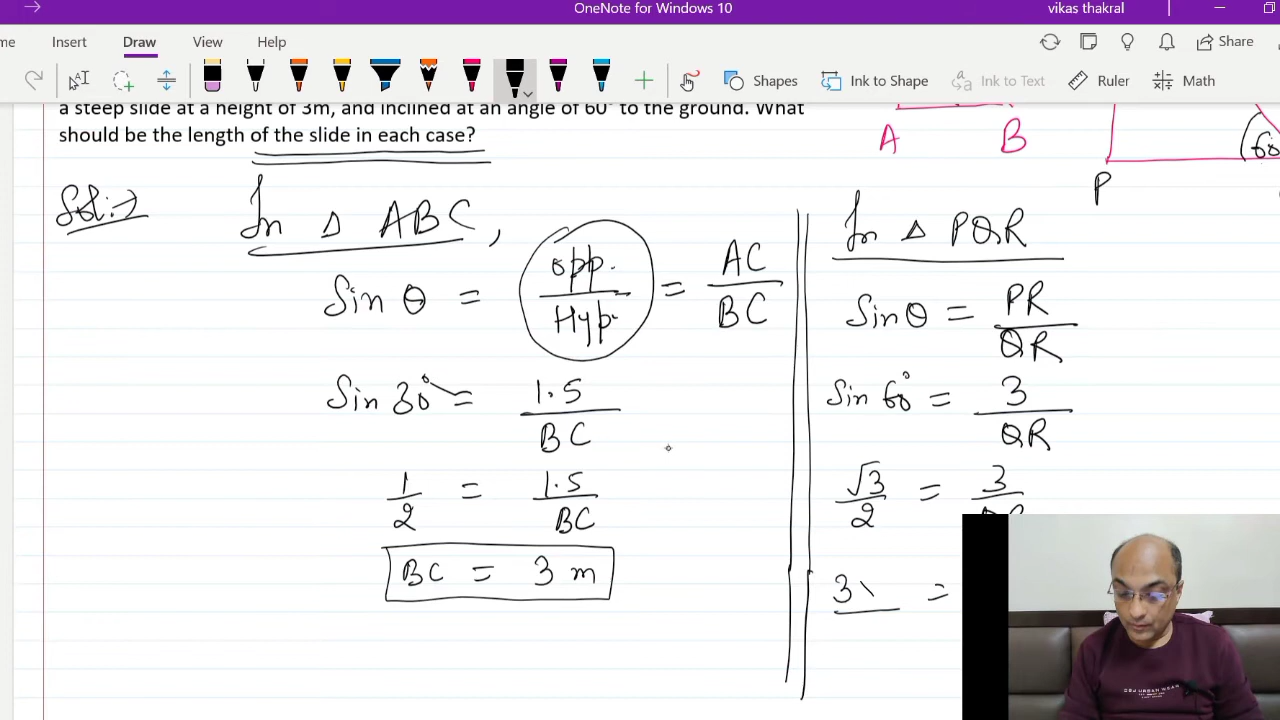 OneNote for Windows 10
vikas thakral
me Insert Draw View Help
Share
Shapes Ink to Shape Ink to Text Ruler Math
a steep slide at a height of 3m, and inclined at an angle of 60° to the ground. What
should be the length of the slide in each case?
A B
P
60
Sol:→
In Δ ABC,
Sin θ = opp. / Hyp. = AC / BC
Sin 30° = 1.5 / BC
1/2 = 1.5 / BC
BC = 3 m
In Δ PQR
Sin θ = PR / QR
Sin 60° = 3 / QR
√3/2 = 3 / QR
3 =